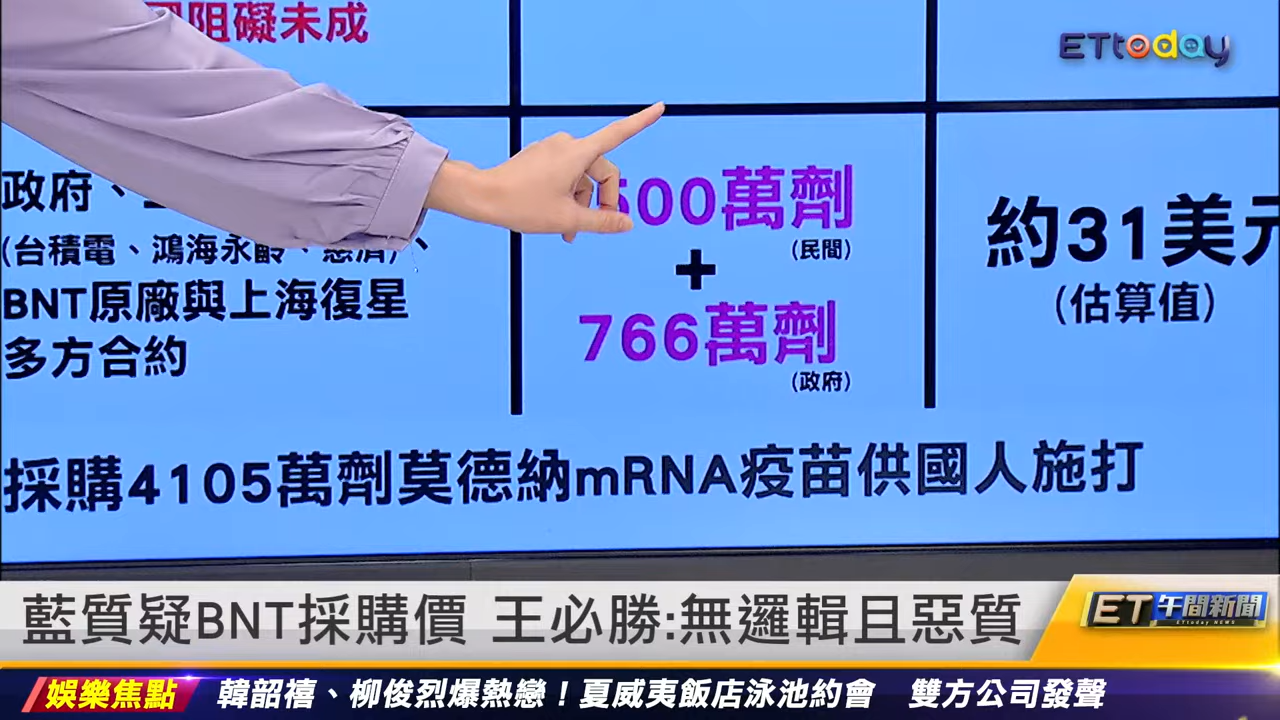 阻礙未成
ETtoday
政府、
(台積電、鴻海永齡、慈濟)、
BNT原廠與上海復星
多方合約
500萬劑
(民間)
+
766萬劑
(政府)
約31美元
(估算值)
採購4105萬劑莫德納mRNA疫苗供國人施打
藍質疑BNT採購價 王必勝:無邏輯且惡質
ET午間新聞
ETtoday NEWS
娛樂焦點 韓韶禧、柳俊烈爆熱戀!夏威夷飯店泳池約會 雙方公司發聲